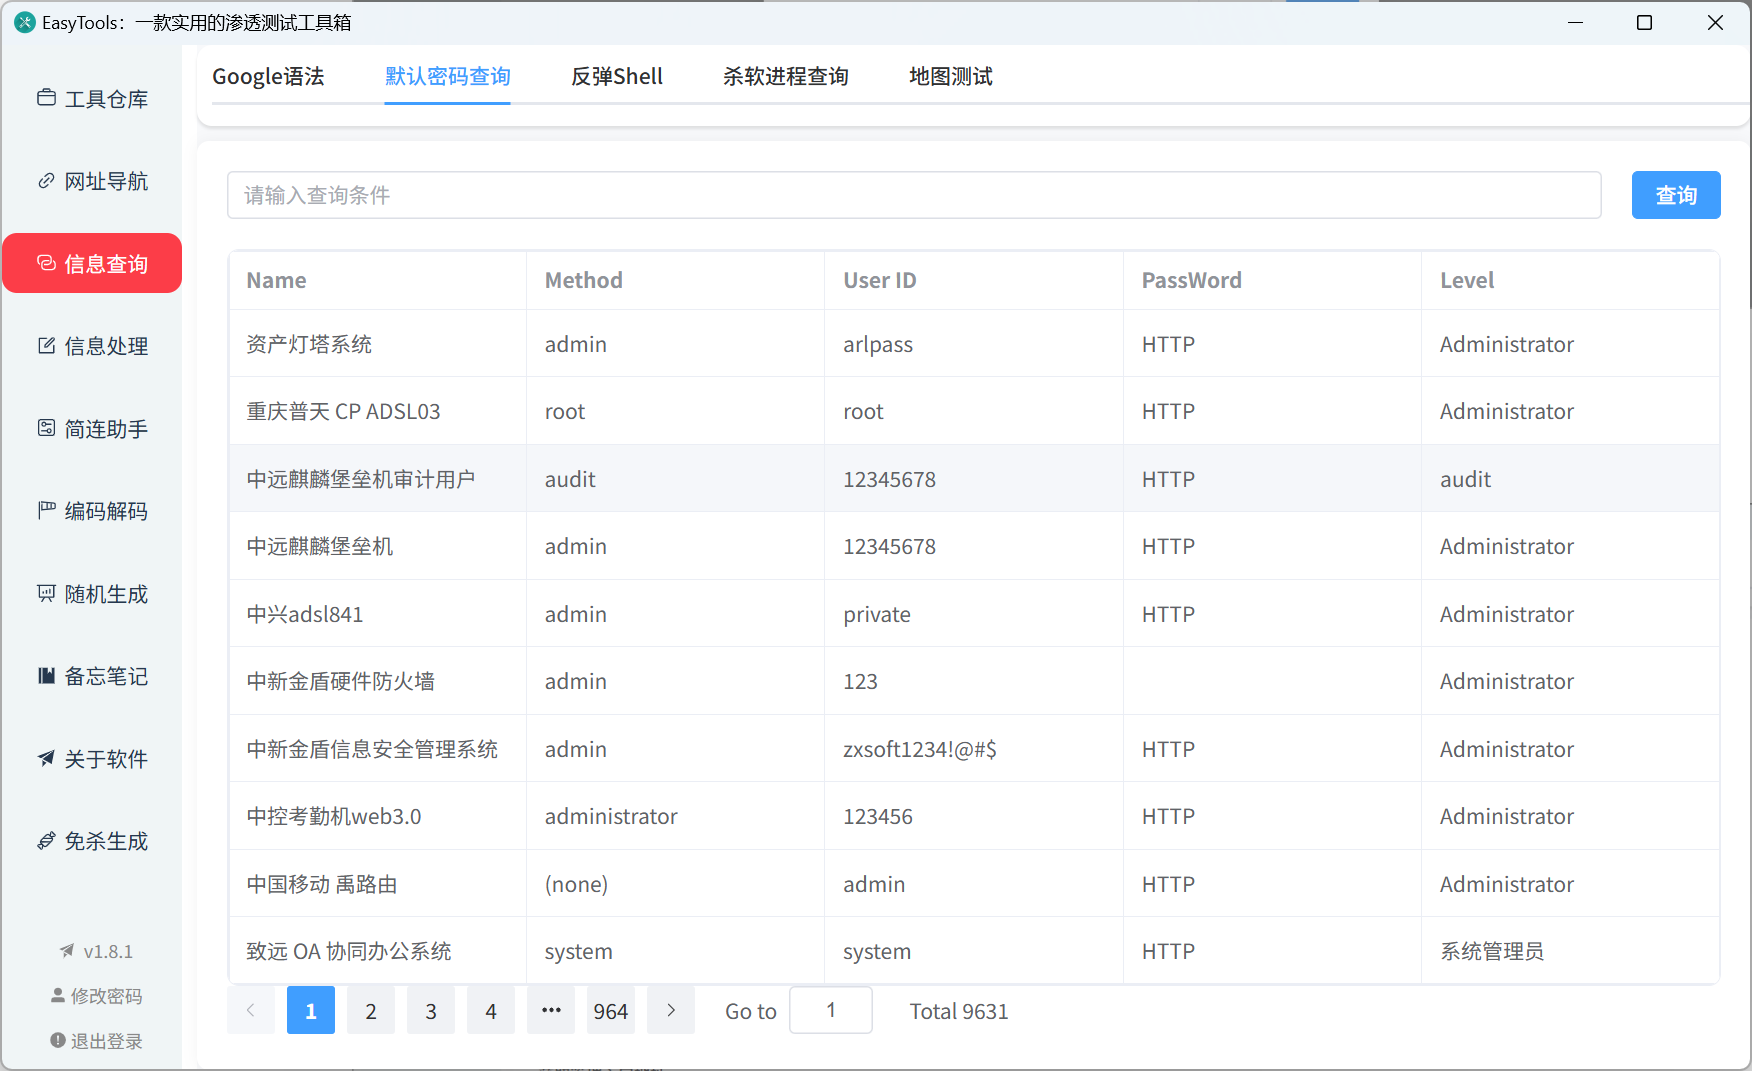 EasyTools：一款实用的渗透测试工具箱
工具仓库
网址导航
信息查询
信息处理
简连助手
编码解码
随机生成
备忘笔记
关于软件
免杀生成
v1.8.1
修改密码
退出登录
Google语法 默认密码查询 反弹Shell 杀软进程查询 地图测试
请输入查询条件 查询
Name Method User ID PassWord Level
资产灯塔系统 admin arlpass HTTP Administrator
重庆普天 CP ADSL03 root root HTTP Administrator
中远麒麟堡垒机审计用户 audit 12345678 HTTP audit
中远麒麟堡垒机 admin 12345678 HTTP Administrator
中兴adsl841 admin private HTTP Administrator
中新金盾硬件防火墙 admin 123 Administrator
中新金盾信息安全管理系统 admin zxsoft1234!@#$ HTTP Administrator
中控考勤机web3.0 administrator 123456 HTTP Administrator
中国移动 禹路由 (none) admin HTTP Administrator
致远 OA 协同办公系统 system system HTTP 系统管理员
1 2 3 4 ••• 964 Go to 1 Total 9631